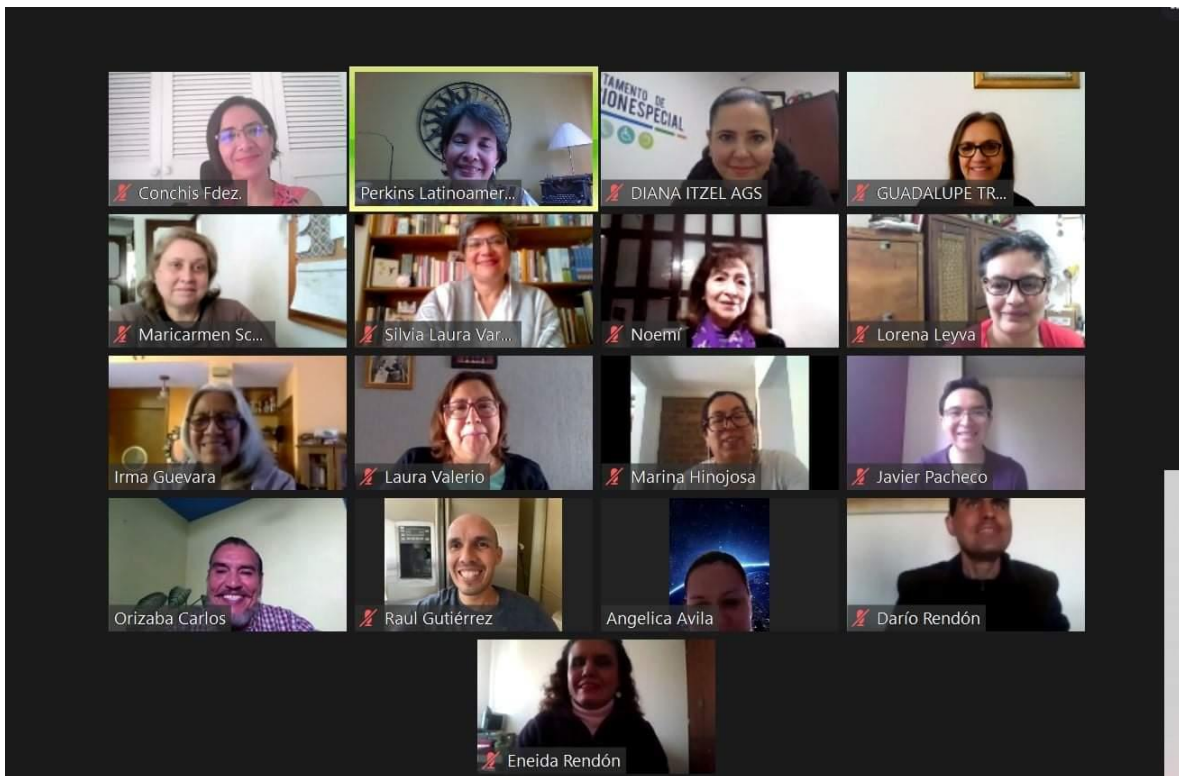 Conchis Fdez.
Perkins Latinoamer...
TAMENTO DE
IONESPECIAL
DIANA ITZEL AGS
GUADALUPE TR...
Maricarmen Sc...
Silvia Laura Var...
Noemí
Lorena Leyva
Irma Guevara
Laura Valerio
Marina Hinojosa
Javier Pacheco
Orizaba Carlos
Raul Gutiérrez
Angelica Avila
Darío Rendón
Eneida Rendón